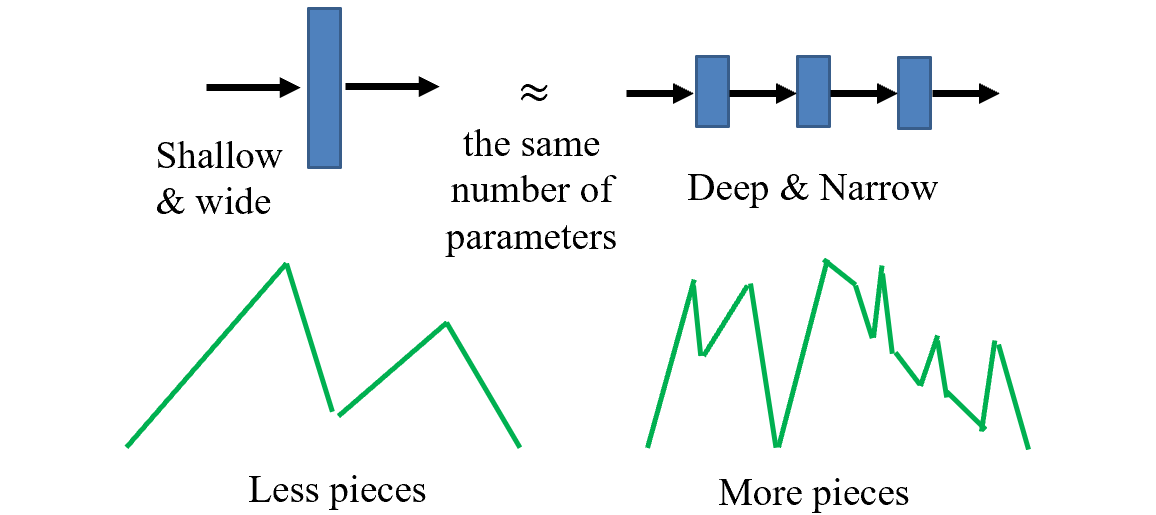 Shallow
& wide
≈
the same
number of
parameters
Deep & Narrow
Less pieces
More pieces